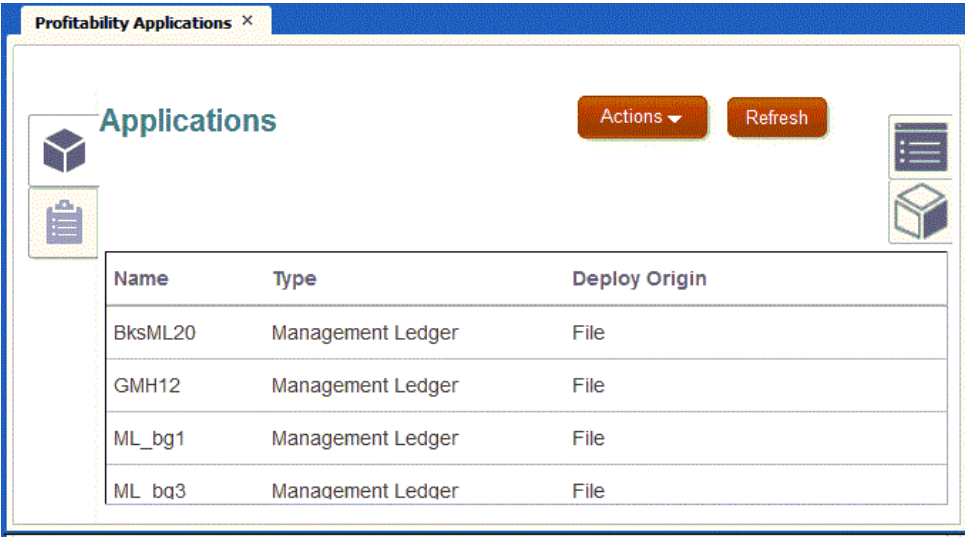 Profitability Applications ×
Applications
Actions
Refresh
Name Type Deploy Origin
BksML20 Management Ledger File
GMH12 Management Ledger File
ML_bg1 Management Ledger File
ML_bg3 Management Ledger File